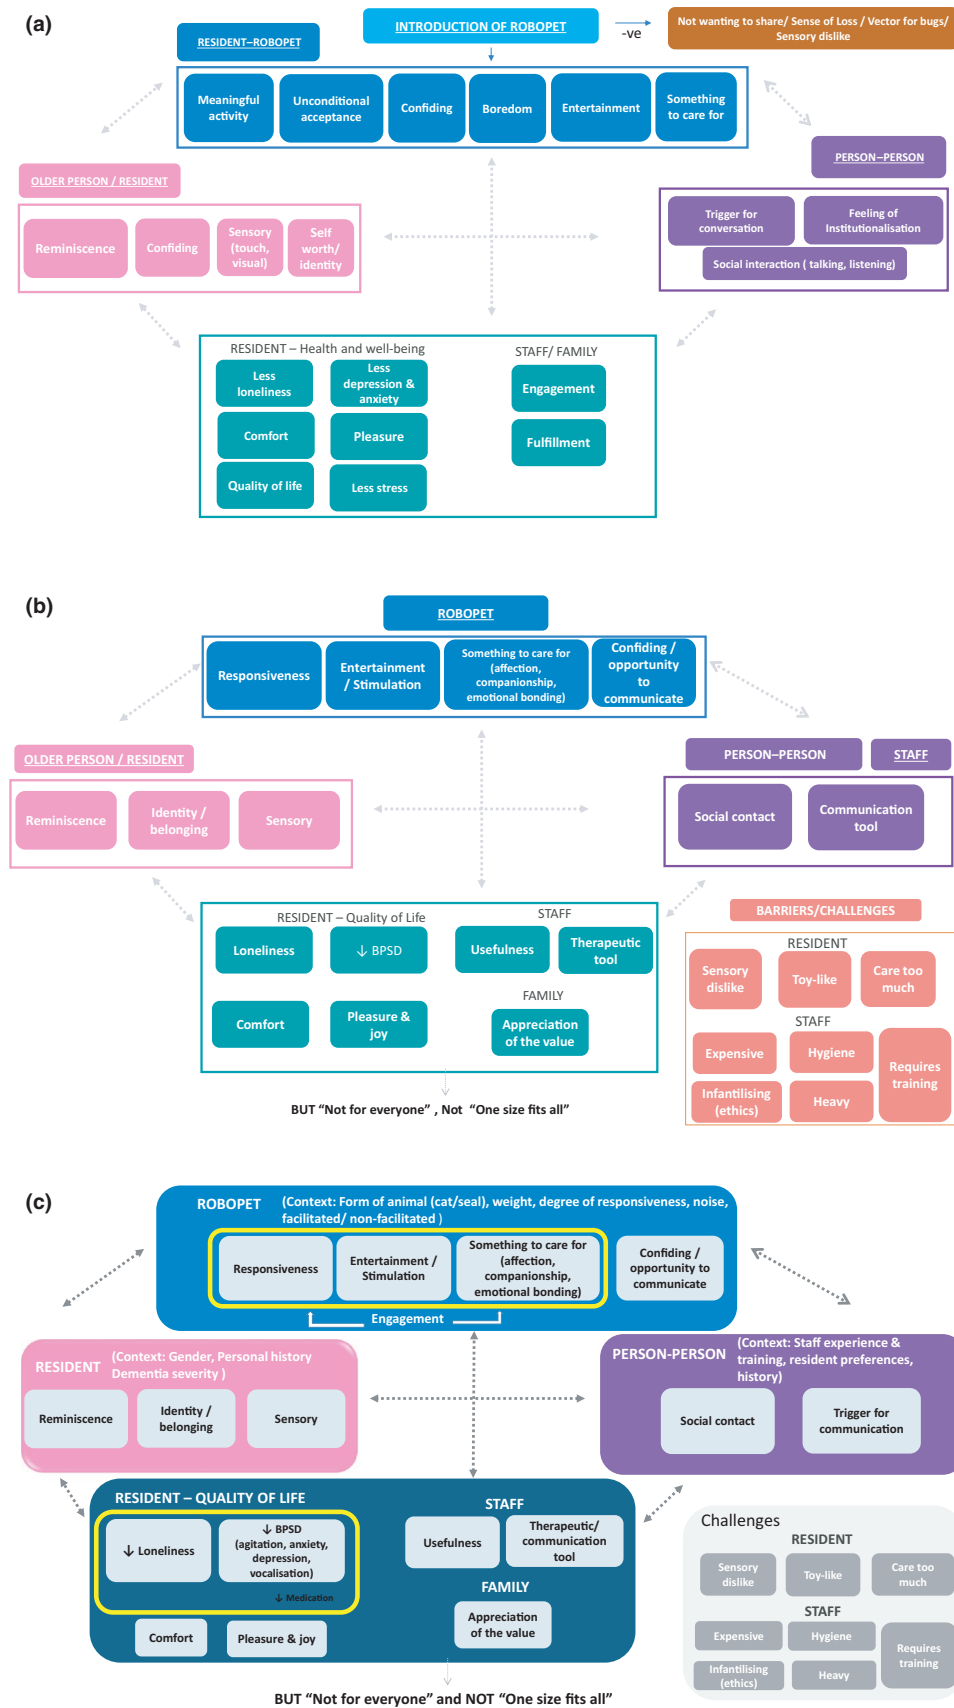 (a)
INTRODUCTION OF ROBOPET
-ve
Not wanting to share/ Sense of Loss / Vector for bugs/
Sensory dislike
RESIDENT–ROBOPET
Meaningful
activity
Unconditional
acceptance
Confiding
Boredom
Entertainment
Something
to care for
OLDER PERSON / RESIDENT
Reminiscence
Confiding
Sensory
(touch,
visual)
Self
worth/
identity
PERSON–PERSON
Trigger for
conversation
Feeling of
Institutionalisation
Social interaction ( talking, listening)
RESIDENT – Health and well-being
Less
loneliness
Less
depression &
anxiety
Comfort
Pleasure
Quality of life
Less stress
STAFF/ FAMILY
Engagement
Fulfillment
(b)
ROBOPET
Responsiveness
Entertainment
/ Stimulation
Something to care for
(affection,
companionship,
emotional bonding)
Confiding /
opportunity
to
communicate
OLDER PERSON / RESIDENT
Reminiscence
Identity /
belonging
Sensory
PERSON–PERSON
STAFF
Social contact
Communication
tool
RESIDENT – Quality of Life
Loneliness
↓ BPSD
Comfort
Pleasure &
joy
STAFF
Usefulness
Therapeutic
tool
FAMILY
Appreciation
of the value
BUT “Not for everyone” , Not “One size fits all”
BARRIERS/CHALLENGES
RESIDENT
Sensory
dislike
Toy-like
Care too
much
STAFF
Expensive
Hygiene
Requires
training
Infantilising
(ethics)
Heavy
(c)
ROBOPET
(Context: Form of animal (cat/seal), weight, degree of responsiveness, noise,
facilitated/ non-facilitated )
Responsiveness
Entertainment /
Stimulation
Something to care for
(affection,
companionship,
emotional bonding)
Confiding /
opportunity to
communicate
Engagement
RESIDENT
(Context: Gender, Personal history
Dementia severity )
Reminiscence
Identity /
belonging
Sensory
PERSON-PERSON
(Context: Staff experience &
training, resident preferences,
history)
Social contact
Trigger for
communication
RESIDENT – QUALITY OF LIFE
↓ Loneliness
↓ BPSD
(agitation, anxiety,
depression,
vocalisation)
↓ Medication
Comfort
Pleasure & joy
STAFF
Usefulness
Therapeutic/
communication
tool
FAMILY
Appreciation
of the value
BUT “Not for everyone” and NOT “One size fits all”
Challenges
RESIDENT
Sensory
dislike
Toy-like
Care too
much
STAFF
Expensive
Hygiene
Requires
training
Infantilising
(ethics)
Heavy